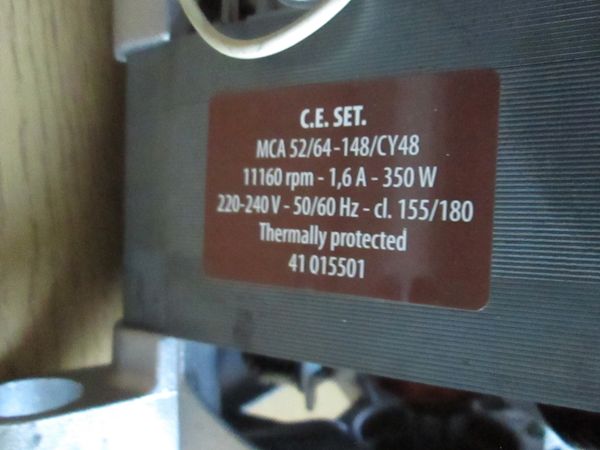 C.E. SET.
MCA 52/64-148/CY48
11160 rpm - 1,6 A - 350 W
220-240 V - 50/60 Hz - cl. 155/180
Thermally protected
41 015501